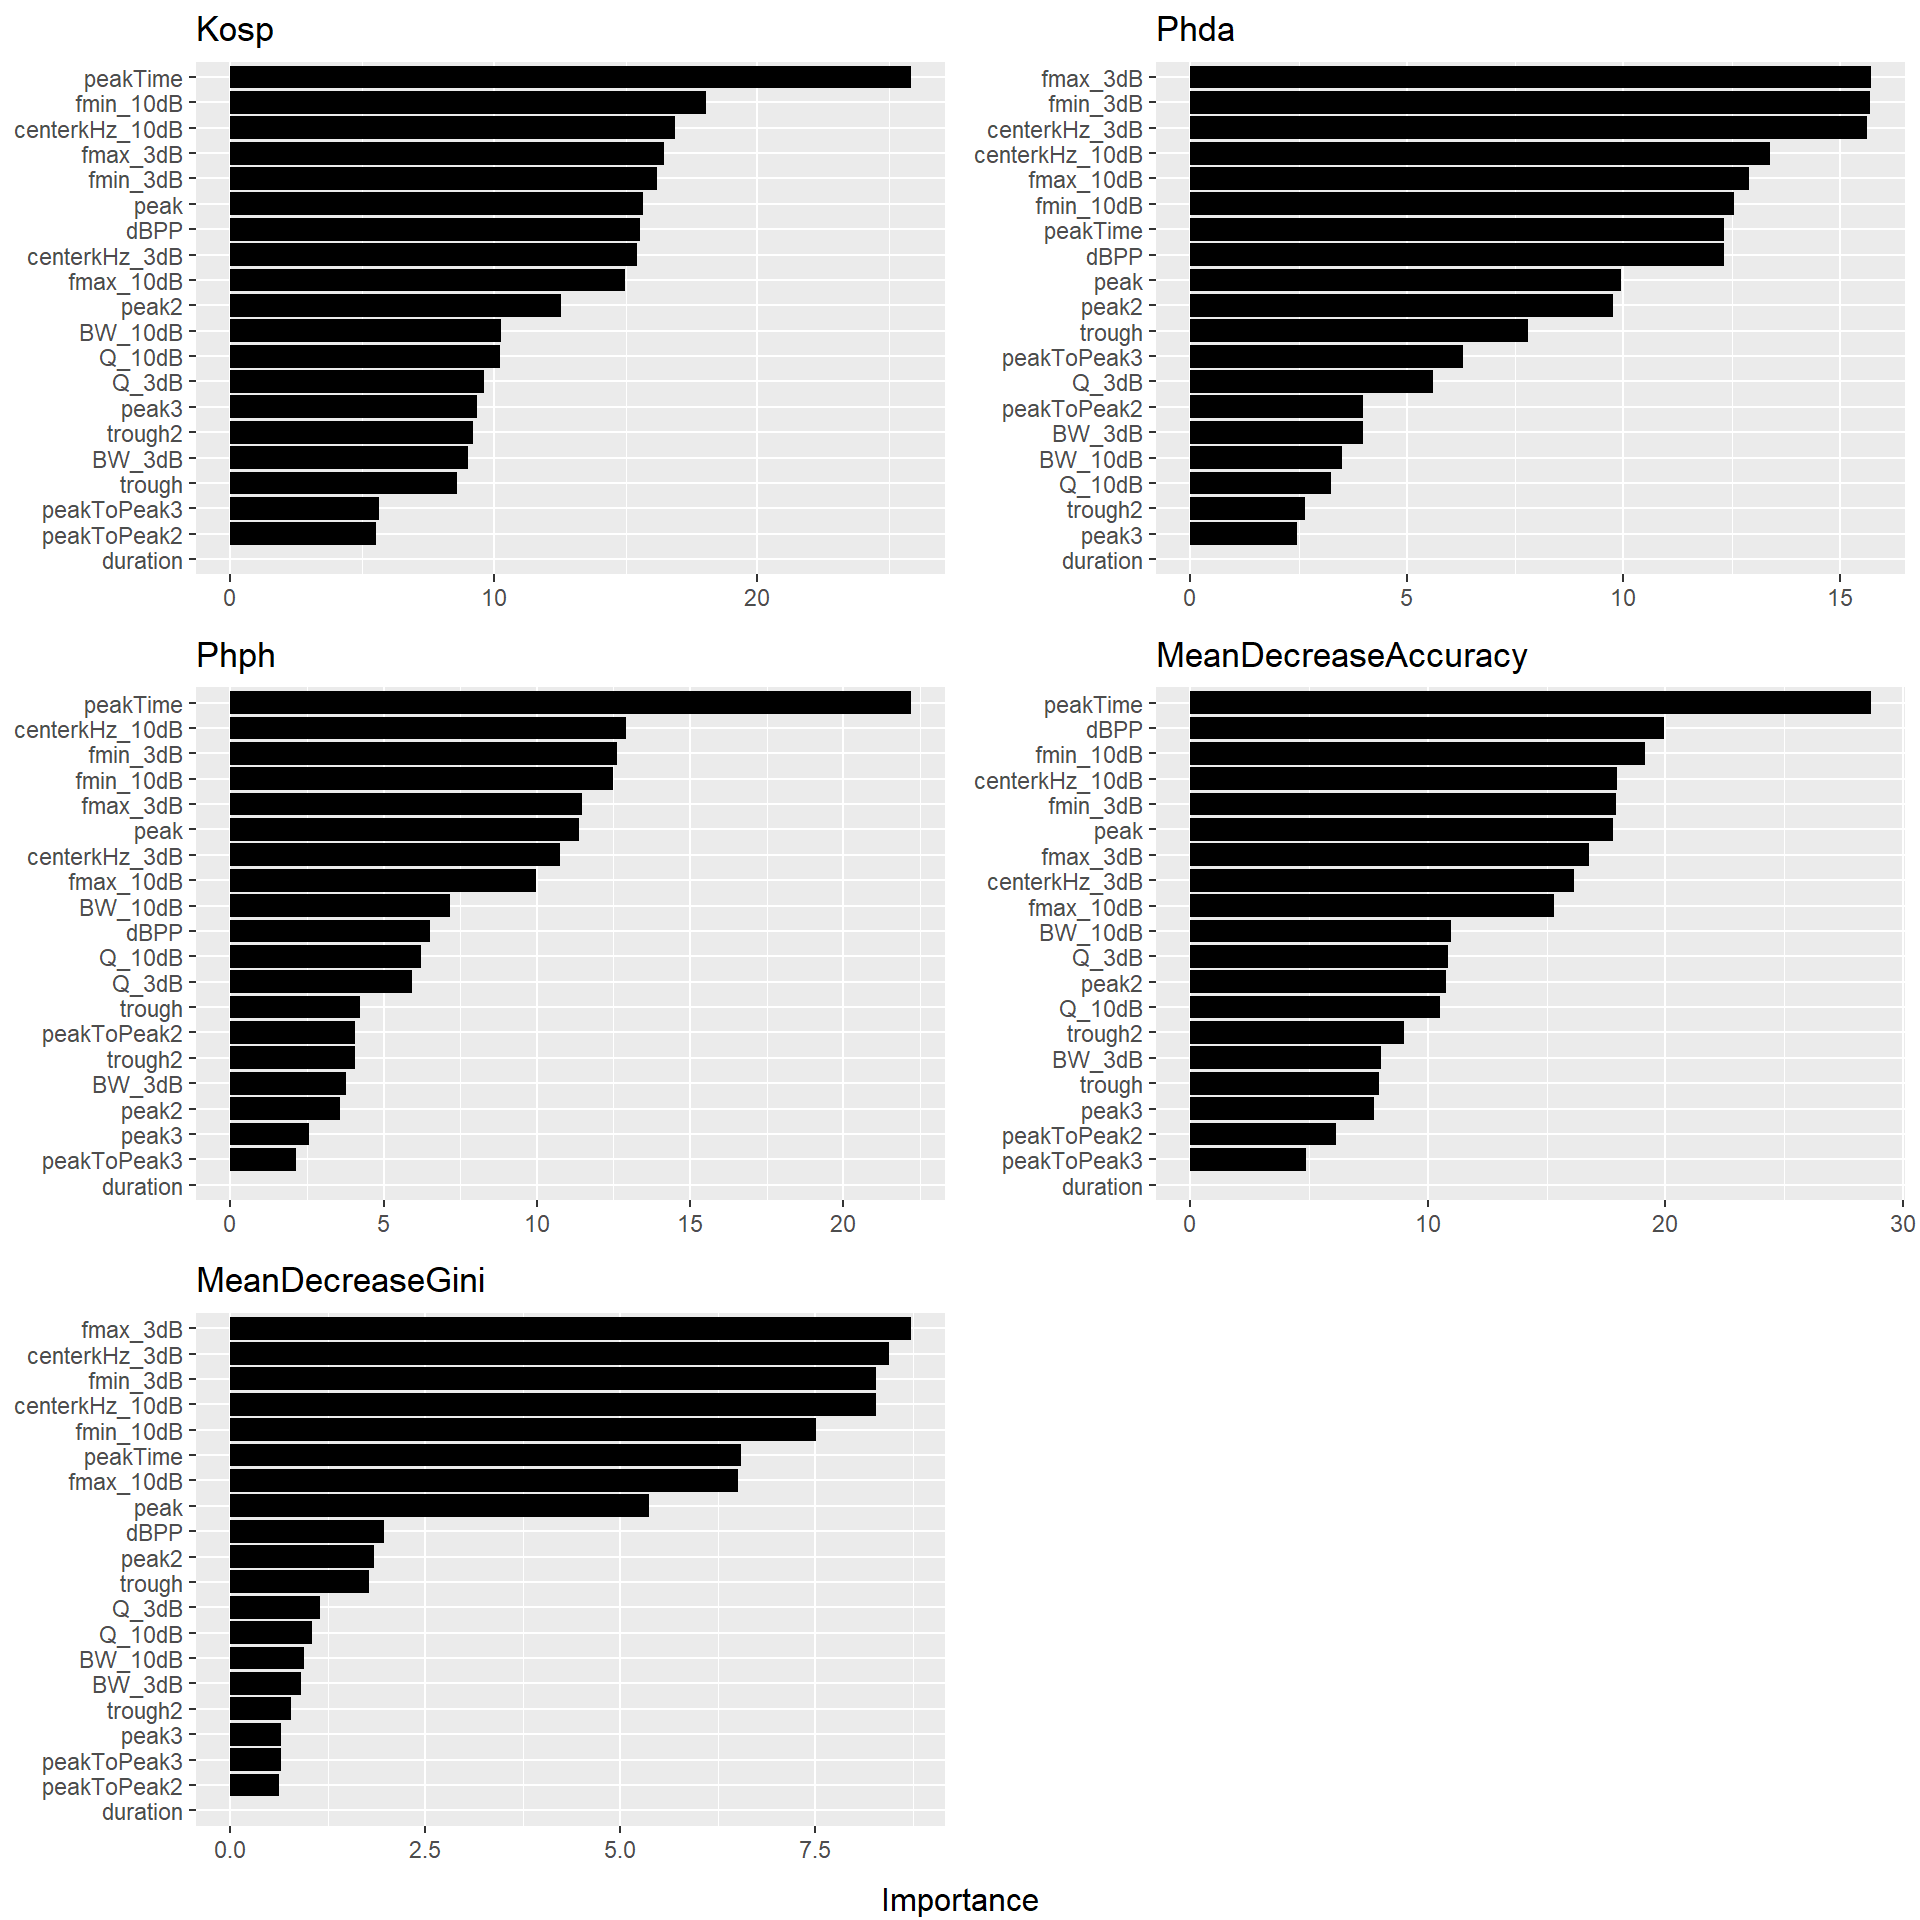 Kosp
peakTime
fmin_10dB
centerkHz_10dB
fmax_3dB
fmin_3dB
peak
dBPP
centerkHz_3dB
fmax_10dB
peak2
BW_10dB
Q_10dB
Q_3dB
peak3
trough2
BW_3dB
trough
peakToPeak3
peakToPeak2
duration
0 10 20
Phda
fmax_3dB
fmin_3dB
centerkHz_3dB
centerkHz_10dB
fmax_10dB
fmin_10dB
peakTime
dBPP
peak
peak2
trough
peakToPeak3
Q_3dB
peakToPeak2
BW_3dB
BW_10dB
Q_10dB
trough2
peak3
duration
0 5 10 15
Phph
peakTime
centerkHz_10dB
fmin_3dB
fmin_10dB
fmax_3dB
peak
centerkHz_3dB
fmax_10dB
BW_10dB
dBPP
Q_10dB
Q_3dB
trough
peakToPeak2
trough2
BW_3dB
peak2
peak3
peakToPeak3
duration
0 5 10 15 20
MeanDecreaseAccuracy
peakTime
dBPP
fmin_10dB
centerkHz_10dB
fmin_3dB
peak
fmax_3dB
centerkHz_3dB
fmax_10dB
BW_10dB
Q_3dB
peak2
Q_10dB
trough2
BW_3dB
trough
peak3
peakToPeak2
peakToPeak3
duration
0 10 20 30
MeanDecreaseGini
fmax_3dB
centerkHz_3dB
fmin_3dB
centerkHz_10dB
fmin_10dB
peakTime
fmax_10dB
peak
dBPP
peak2
trough
Q_3dB
Q_10dB
BW_10dB
BW_3dB
trough2
peak3
peakToPeak3
peakToPeak2
duration
0.0 2.5 5.0 7.5
Importance